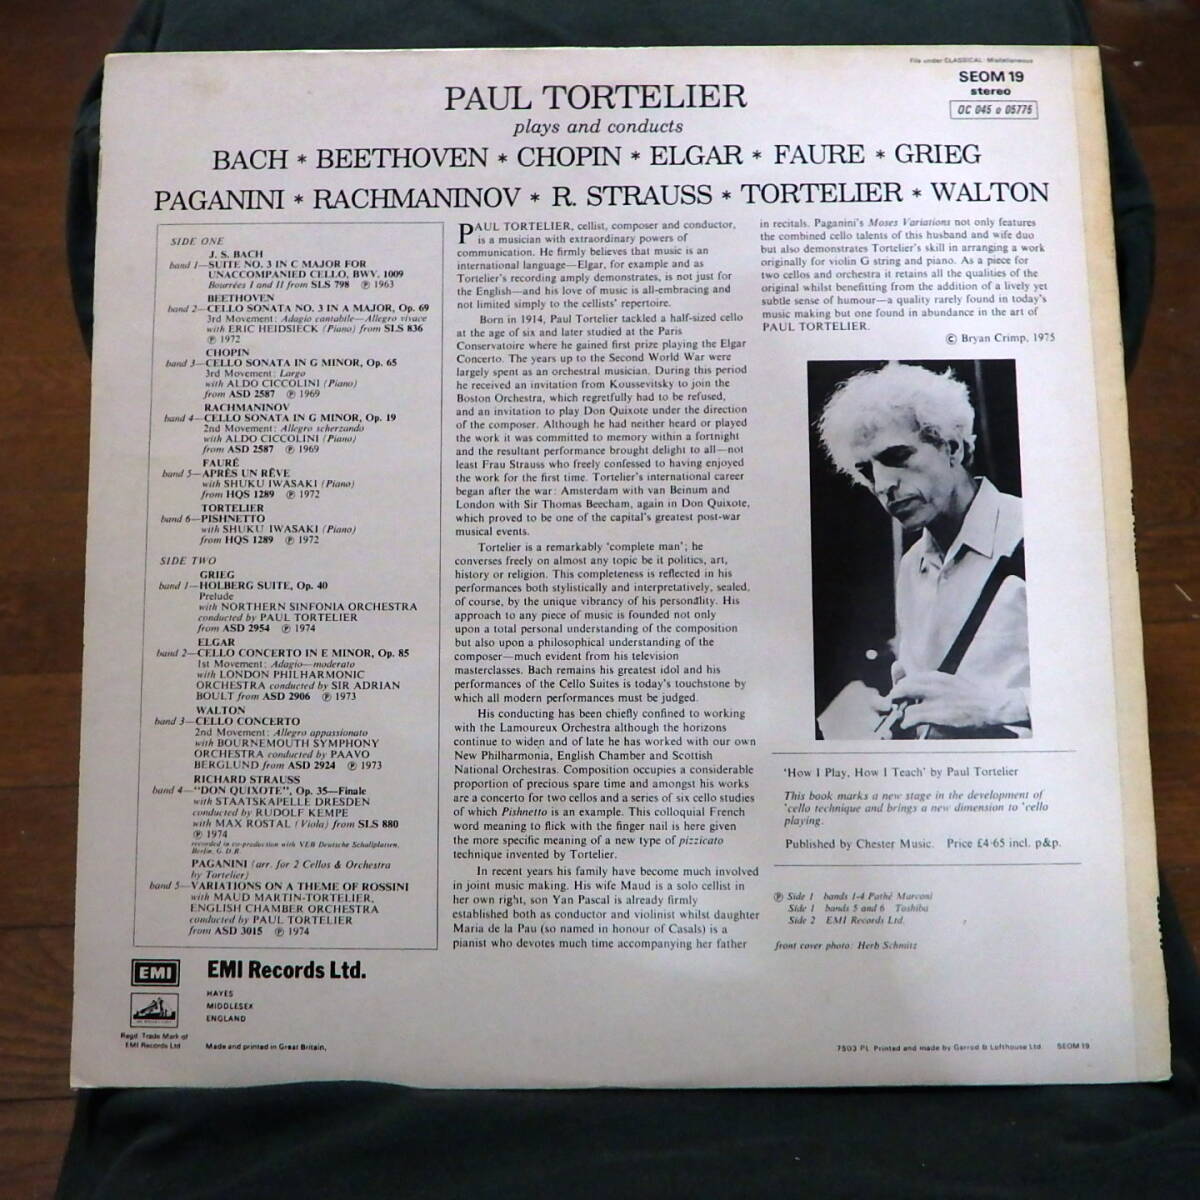 File under CLASSICAL: Miscellaneous
SEOM 19
stereo
OC 045 o 05775
PAUL TORTELIER
plays and conducts
BACH * BEETHOVEN * CHOPIN * ELGAR * FAURE * GRIEG
PAGANINI * RACHMANINOV * R. STRAUSS * TORTELIER * WALTON
SIDE ONE
J. S. BACH
band 1—SUITE NO. 3 IN C MAJOR FOR
UNACCOMPANIED CELLO, BWV. 1009
Bourrées I and II from SLS 798 ℗ 1963
BEETHOVEN
band 2—CELLO SONATA NO. 3 IN A MAJOR, Op. 69
3rd Movement: Adagio cantabile—Allegro vivace
with ERIC HEIDSIECK (Piano) from SLS 836
℗ 1972
CHOPIN
band 3—CELLO SONATA IN G MINOR, Op. 65
3rd Movement: Largo
with ALDO CICCOLINI (Piano)
from ASD 2587 ℗ 1969
RACHMANINOV
band 4—CELLO SONATA IN G MINOR, Op. 19
2nd Movement: Allegro scherzando
with ALDO CICCOLINI (Piano)
from ASD 2587 ℗ 1969
FAURÉ
band 5—APRÈS UN RÊVE
with SHUKU IWASAKI (Piano)
from HQS 1289 ℗ 1972
TORTELIER
band 6—PISHNETTO
with SHUKU IWASAKI (Piano)
from HQS 1289 ℗ 1972
SIDE TWO
GRIEG
band 1—HOLBERG SUITE, Op. 40
Prelude
with NORTHERN SINFONIA ORCHESTRA
conducted by PAUL TORTELIER
from ASD 2954 ℗ 1974
ELGAR
band 2—CELLO CONCERTO IN E MINOR, Op. 85
1st Movement: Adagio—moderato
with LONDON PHILHARMONIC
ORCHESTRA conducted by SIR ADRIAN
BOULT from ASD 2906 ℗ 1973
WALTON
band 3—CELLO CONCERTO
2nd Movement: Allegro appassionato
with BOURNEMOUTH SYMPHONY
ORCHESTRA conducted by PAAVO
BERGLUND from ASD 2924 ℗ 1973
RICHARD STRAUSS
band 4—"DON QUIXOTE", Op. 35—Finale
with STAATSKAPELLE DRESDEN
conducted by RUDOLF KEMPE
with MAX ROSTAL (Viola) from SLS 880
℗ 1974
recorded in co-production with VEB Deutsche Schallplatten,
Berlin, G.D.R.
PAGANINI (arr. for 2 Cellos & Orchestra
by Tortelier)
band 5—VARIATIONS ON A THEME OF ROSSINI
with MAUD MARTIN-TORTELIER,
ENGLISH CHAMBER ORCHESTRA
conducted by PAUL TORTELIER
from ASD 3015 ℗ 1974
PAUL TORTELIER, cellist, composer and conductor,
is a musician with extraordinary powers of
communication. He firmly believes that music is an
international language—Elgar, for example and as
Tortelier's recording amply demonstrates, is not just for
the English—and his love of music is all-embracing and
not limited simply to the cellists' repertoire.
Born in 1914, Paul Tortelier tackled a half-sized cello
at the age of six and later studied at the Paris
Conservatoire where he gained first prize playing the Elgar
Concerto. The years up to the Second World War were
largely spent as an orchestral musician. During this period
he received an invitation from Koussevitsky to join the
Boston Orchestra, which regretfully had to be refused,
and an invitation to play Don Quixote under the direction
of the composer. Although he had neither heard or played
the work it was committed to memory within a fortnight
and the resultant performance brought delight to all—not
least Frau Strauss who freely confessed to having enjoyed
the work for the first time. Tortelier's international career
began after the war: Amsterdam with van Beinum and
London with Sir Thomas Beecham, again in Don Quixote,
which proved to be one of the capital's greatest post-war
musical events.
Tortelier is a remarkably 'complete man'; he
converses freely on almost any topic be it politics, art,
history or religion. This completeness is reflected in his
performances both stylistically and interpretatively, sealed,
of course, by the unique vibrancy of his personality. His
approach to any piece of music is founded not only
upon a total personal understanding of the composition
but also upon a philosophical understanding of the
composer—much evident from his television
masterclasses. Bach remains his greatest idol and his
performances of the Cello Suites is today's touchstone by
which all modern performances must be judged.
His conducting has been chiefly confined to working
with the Lamoureux Orchestra although the horizons
continue to widen and of late he has worked with our own
New Philharmonia, English Chamber and Scottish
National Orchestras. Composition occupies a considerable
proportion of precious spare time and amongst his works
are a concerto for two cellos and a series of six cello studies
of which Pishnetto is an example. This colloquial French
word meaning to flick with the finger nail is here given
the more specific meaning of a new type of pizzicato
technique invented by Tortelier.
In recent years his family have become much involved
in joint music making. His wife Maud is a solo cellist in
her own right, son Yan Pascal is already firmly
established both as conductor and violinist whilst daughter
Maria de la Pau (so named in honour of Casals) is a
pianist who devotes much time accompanying her father
in recitals. Paganini's Moses Variations not only features
the combined cello talents of this husband and wife duo
but also demonstrates Tortelier's skill in arranging a work
originally for violin G string and piano. As a piece for
two cellos and orchestra it retains all the qualities of the
original whilst benefitting from the addition of a lively yet
subtle sense of humour—a quality rarely found in today's
music making but one found in abundance in the art of
PAUL TORTELIER.
© Bryan Crimp, 1975
'How I Play, How I Teach' by Paul Tortelier
This book marks a new stage in the development of
'cello technique and brings a new dimension to 'cello
playing.
Published by Chester Music. Price £4·65 incl. p&p.
℗ Side 1 bands 1-4 Pathé Marconi
Side 1 bands 5 and 6 Toshiba
Side 2 EMI Records Ltd.
front cover photo: Herb Schmitz
EMI
EMI Records Ltd.
HAYES
MIDDLESEX
ENGLAND
Regd. Trade Mark of
EMI Records Ltd
Made and printed in Great Britain,
7503 PL Printed and made by Garrod & Lofthouse Ltd. SEOM 19